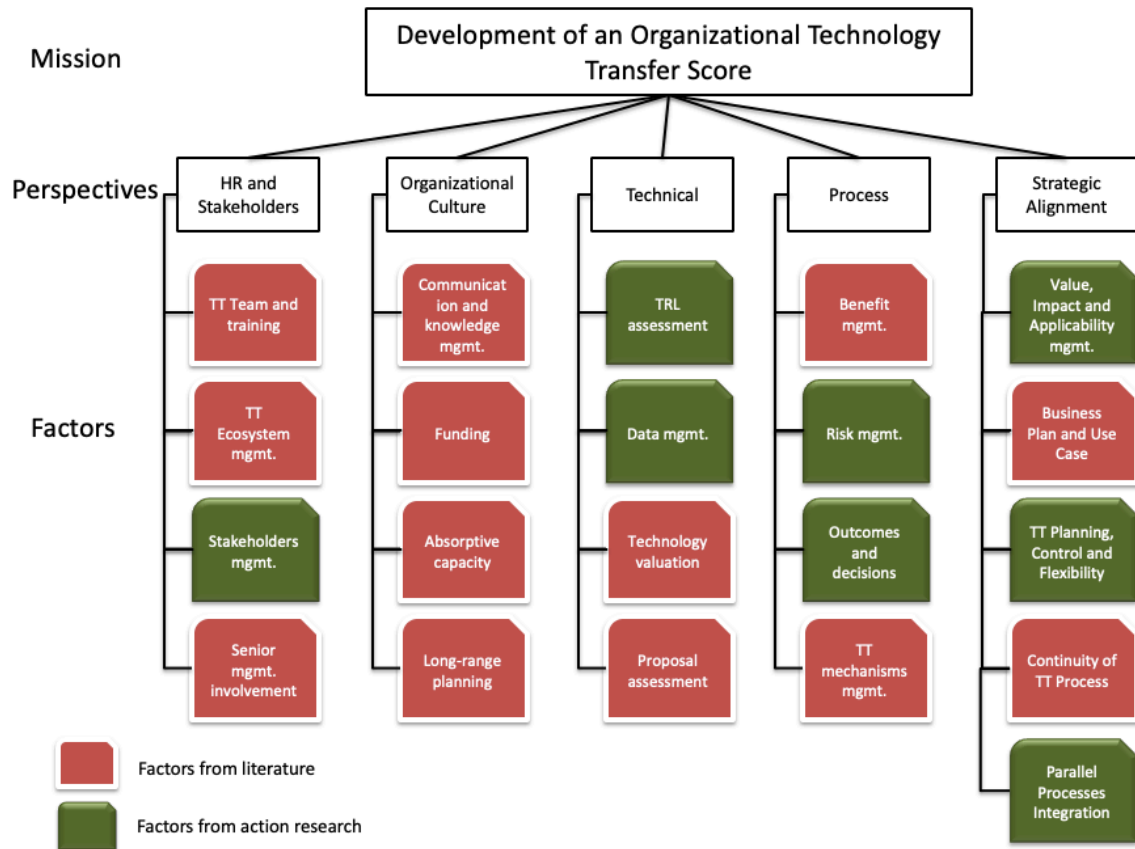 Mission
Development of an Organizational Technology
Transfer Score
Perspectives
HR and
Stakeholders
Organizational
Culture
Technical
Process
Strategic
Alignment
Factors
TT Team and
training
Communicat
ion and
knowledge
mgmt.
TRL
assessment
Benefit
mgmt.
Value,
Impact and
Applicability
mgmt.
TT
Ecosystem
mgmt.
Funding
Data mgmt.
Risk mgmt.
Business
Plan and Use
Case
Stakeholders
mgmt.
Absorptive
capacity
Technology
valuation
Outcomes
and
decisions
TT Planning,
Control and
Flexibility
Senior
mgmt.
involvement
Long-range
planning
Proposal
assessment
TT
mechanisms
mgmt.
Continuity of
TT Process
Parallel
Processes
Integration
Factors from literature
Factors from action research